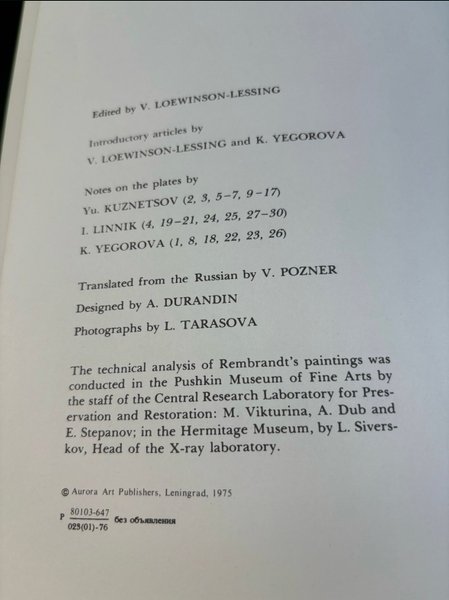 Edited by V. LOEWINSON-LESSING
Introductory articles by
V. LOEWINSON-LESSING and K. YEGOROVA
Notes on the plates by
Yu. KUZNETSOV (2, 3, 5-7, 9-17)
I. LINNIK (4, 19-21, 24, 25, 27-30)
K. YEGOROVA (1, 8, 18, 22, 23, 26)
Translated from the Russian by V. POZNER
Designed by A. DURANDIN
Photographs by L. TARASOVA
The technical analysis of Rembrandt's paintings was
conducted in the Pushkin Museum of Fine Arts by
the staff of the Central Research Laboratory for Pres-
ervation and Restoration: M. Vikturina, A. Dub and
E. Stepanov; in the Hermitage Museum, by L. Sivers-
kov, Head of the X-ray laboratory.
© Aurora Art Publishers, Leningrad, 1975
80103-647
Р без объявления
023(01)-76